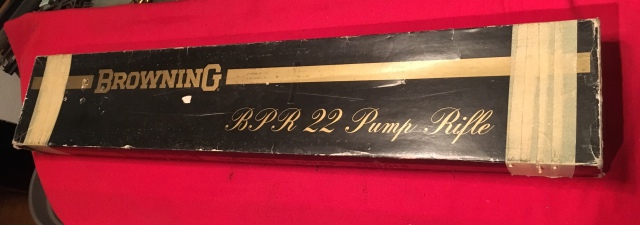 BROWNING
BPR 22 Pump Rifle